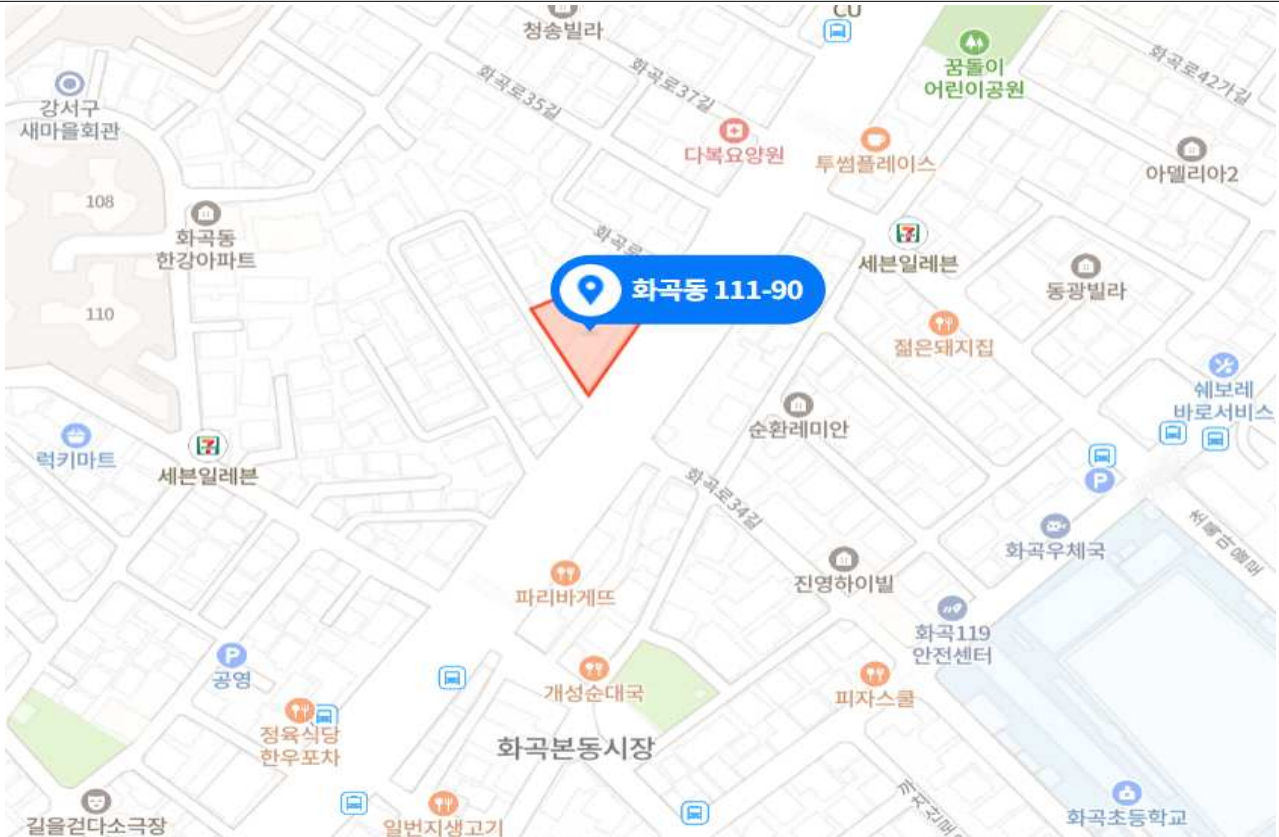 청송빌라
CU
꿈돌이
어린이공원
화곡로42가길
강서구
새마을회관
화곡로35길
화곡로37길
다복요양원
투썸플레이스
아델리아2
108
화곡동
한강아파트
화곡로
세븐일레븐
동광빌라
화곡동 111-90
110
젊은돼지집
쉐보레
바로서비스
순환레미안
럭키마트
세븐일레븐
화곡로34길
P
초록마을로
화곡우체국
파리바게뜨
진영하이빌
화곡119
안전센터
P
공영
개성순대국
피자스쿨
정육식당
한우포차
화곡본동시장
길을걷다소극장
일번지생고기
화곡초등학교